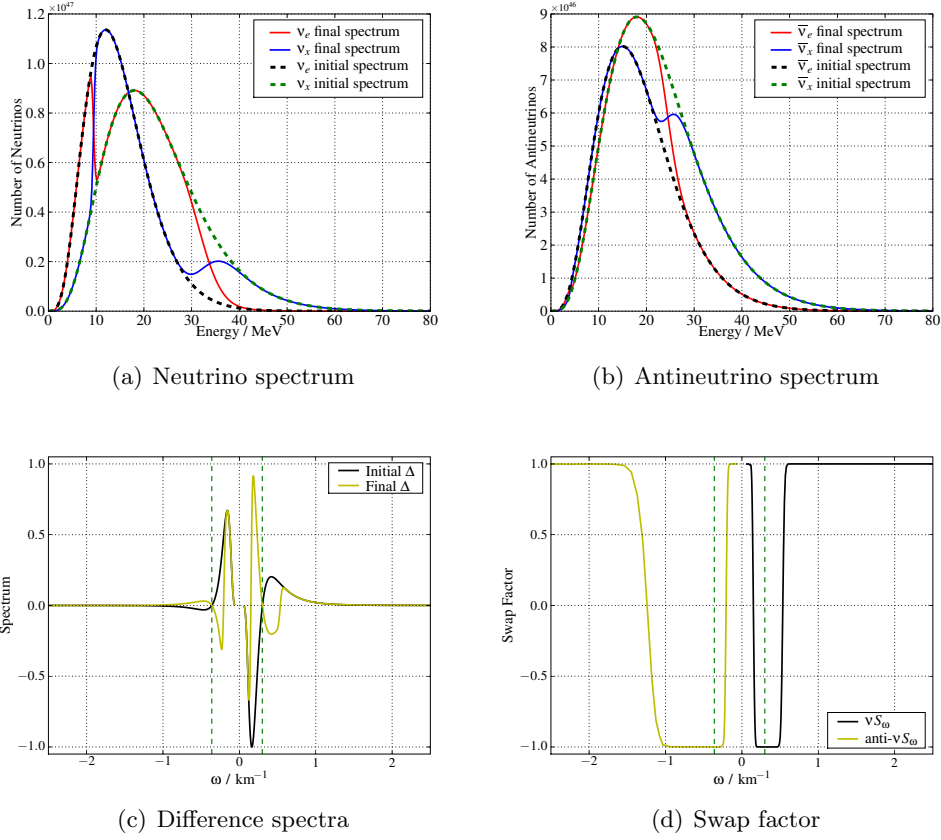 ×10⁴⁷
1.2
1.0
0.8
0.6
0.4
0.2
0.0
0 10 20 30 40 50 60 70 80
Number of Neutrinos
Energy / MeV
νe final spectrum
νx final spectrum
νe initial spectrum
νx initial spectrum
(a) Neutrino spectrum
×10⁴⁶
9
8
7
6
5
4
3
2
1
0
0 10 20 30 40 50 60 70 80
Number of Antineutrinos
Energy / MeV
ν̅e final spectrum
ν̅x final spectrum
ν̅e initial spectrum
ν̅x initial spectrum
(b) Antineutrino spectrum
1.0
0.5
0.0
−0.5
−1.0
−2 −1 0 1 2
Spectrum
ω / km⁻¹
Initial Δ
Final Δ
(c) Difference spectra
1.0
0.5
0.0
−0.5
−1.0
−2 −1 0 1 2
Swap Factor
ω / km⁻¹
νSω
anti-νSω
(d) Swap factor